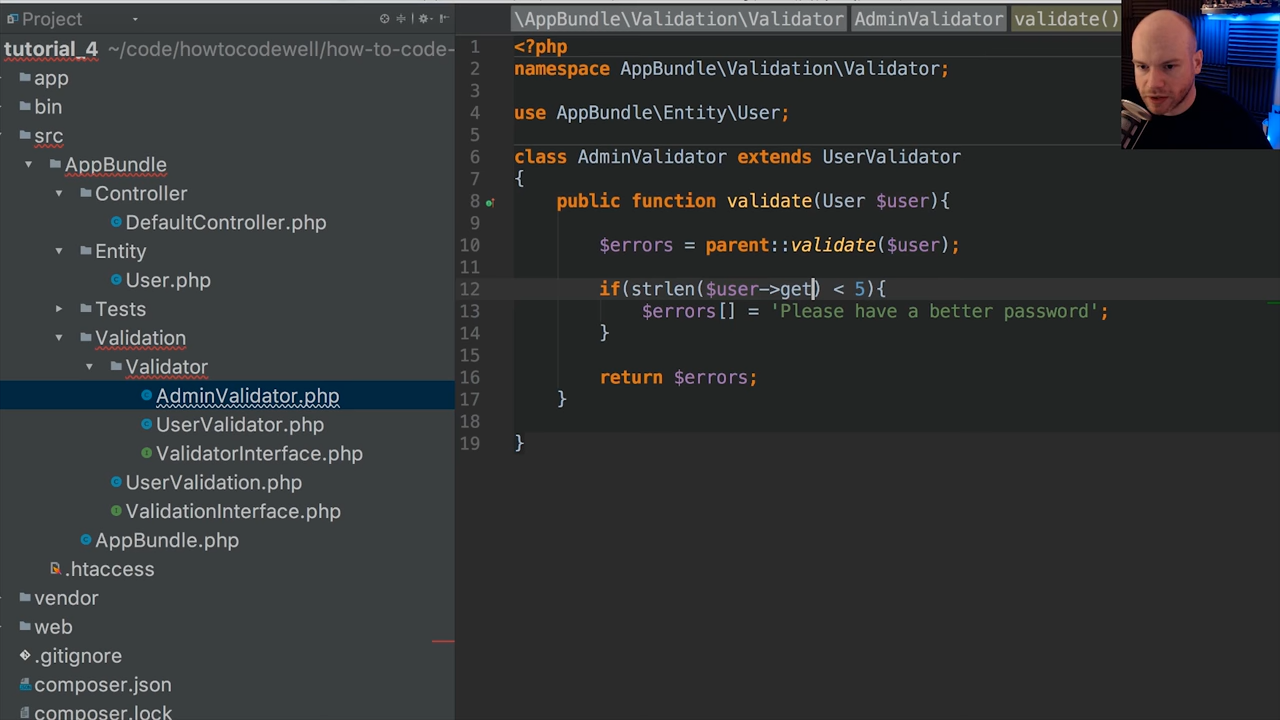 Project
tutorial_4 ~/code/howtocodewell/how-to-code-
app
bin
src
AppBundle
Controller
DefaultController.php
Entity
User.php
Tests
Validation
Validator
AdminValidator.php
UserValidator.php
ValidatorInterface.php
UserValidation.php
ValidationInterface.php
AppBundle.php
.htaccess
vendor
web
.gitignore
composer.json
composer.lock
\AppBundle\Validation\Validator AdminValidator validate()
1 <?php
2 namespace AppBundle\Validation\Validator;
3
4 use AppBundle\Entity\User;
5
6 class AdminValidator extends UserValidator
7 {
8 public function validate(User $user){
9
10 $errors = parent::validate($user);
11
12 if(strlen($user->get) < 5){
13 $errors[] = 'Please have a better password';
14 }
15
16 return $errors;
17 }
18
19 }